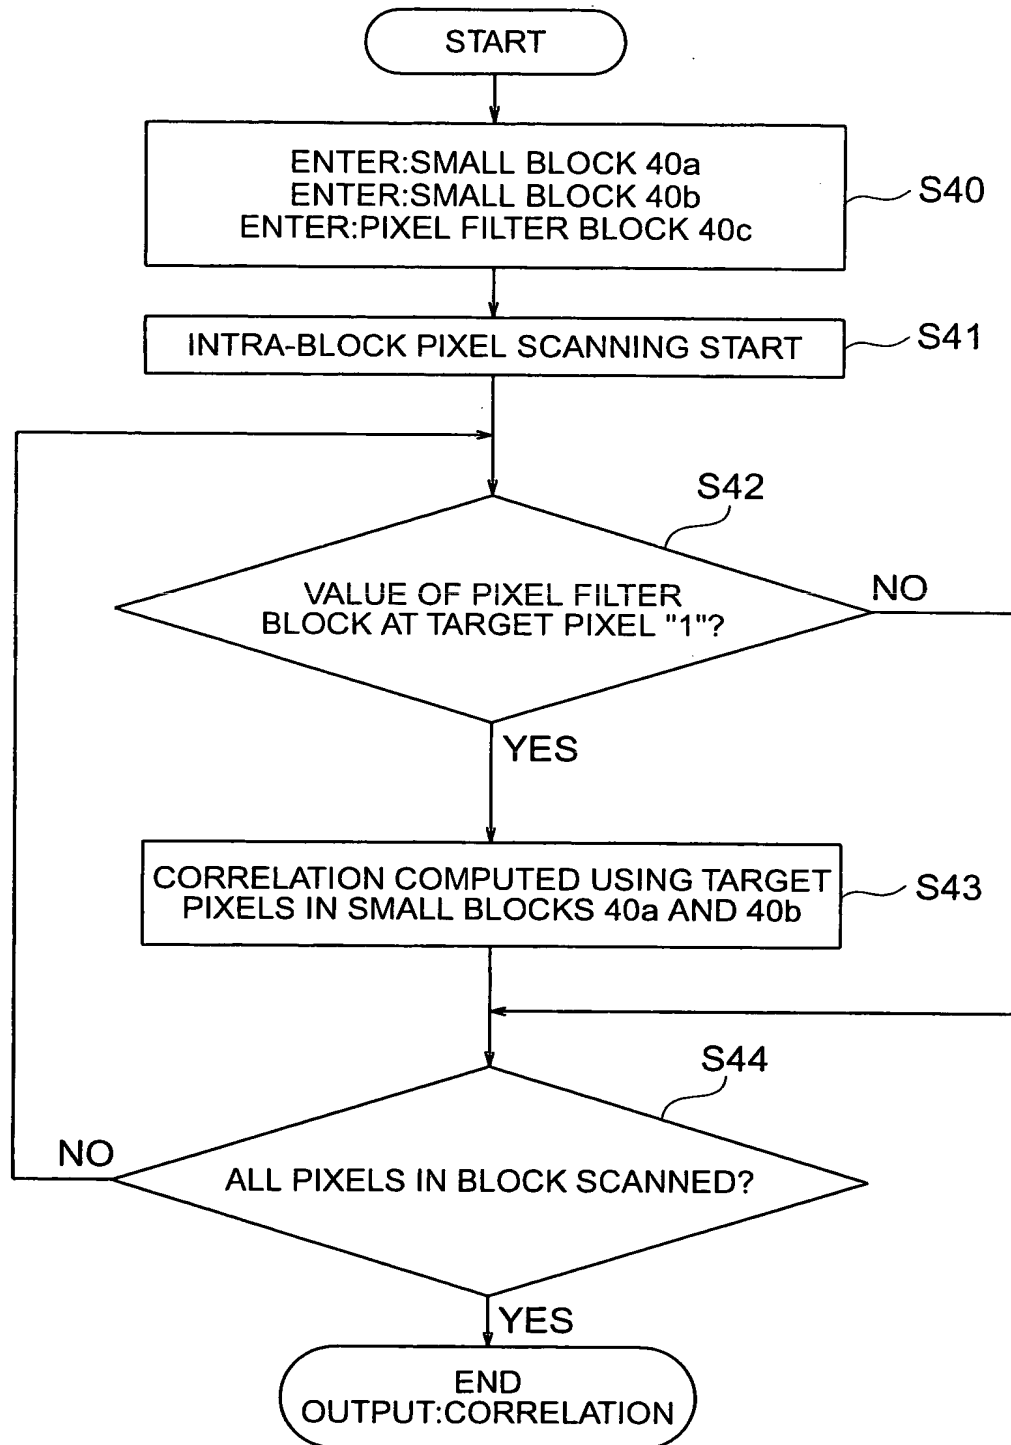 START
ENTER:SMALL BLOCK 40a
ENTER:SMALL BLOCK 40b
ENTER:PIXEL FILTER BLOCK 40c
S40
INTRA-BLOCK PIXEL SCANNING START
S41
S42
VALUE OF PIXEL FILTER
BLOCK AT TARGET PIXEL "1"?
NO
YES
CORRELATION COMPUTED USING TARGET
PIXELS IN SMALL BLOCKS 40a AND 40b
S43
S44
NO
ALL PIXELS IN BLOCK SCANNED?
YES
END
OUTPUT:CORRELATION